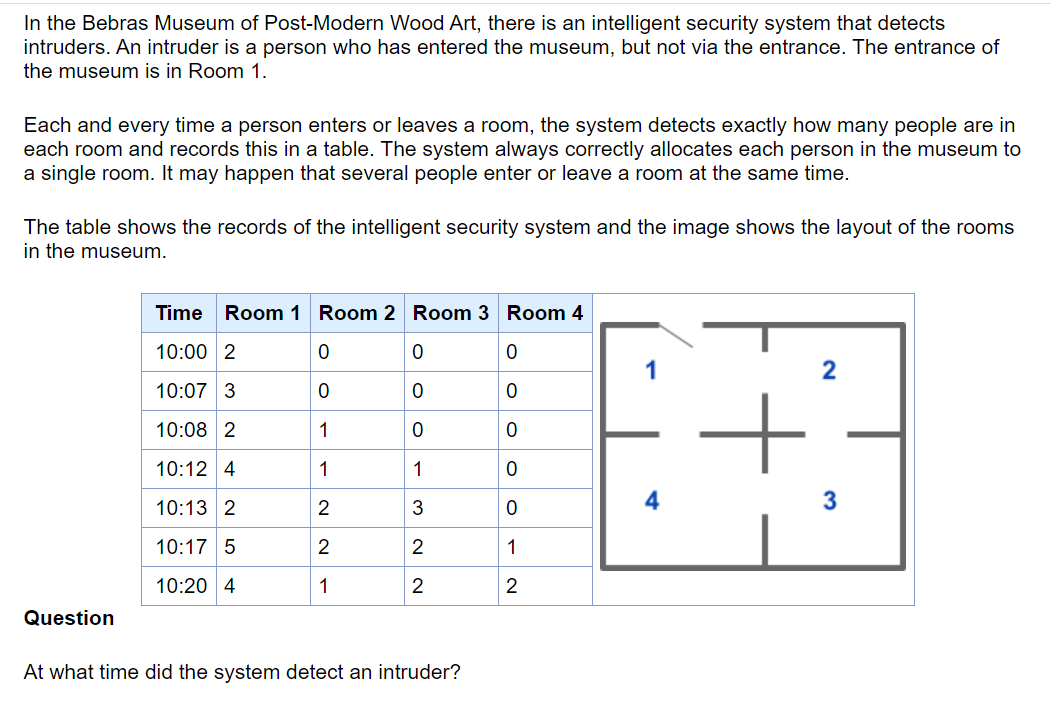 In the Bebras Museum of Post-Modern Wood Art, there is an intelligent security system that detects
intruders. An intruder is a person who has entered the museum, but not via the entrance. The entrance of
the museum is in Room 1.
Each and every time a person enters or leaves a room, the system detects exactly how many people are in
each room and records this in a table. The system always correctly allocates each person in the museum to
a single room. It may happen that several people enter or leave a room at the same time.
The table shows the records of the intelligent security system and the image shows the layout of the rooms
in the museum.
Time Room 1 Room 2 Room 3 Room 4
10:00 2 0 0 0
10:07 3 0 0 0
10:08 2 1 0 0
10:12 4 1 1 0
10:13 2 2 3 0
10:17 5 2 2 1
10:20 4 1 2 2
1 2
4 3
Question
At what time did the system detect an intruder?